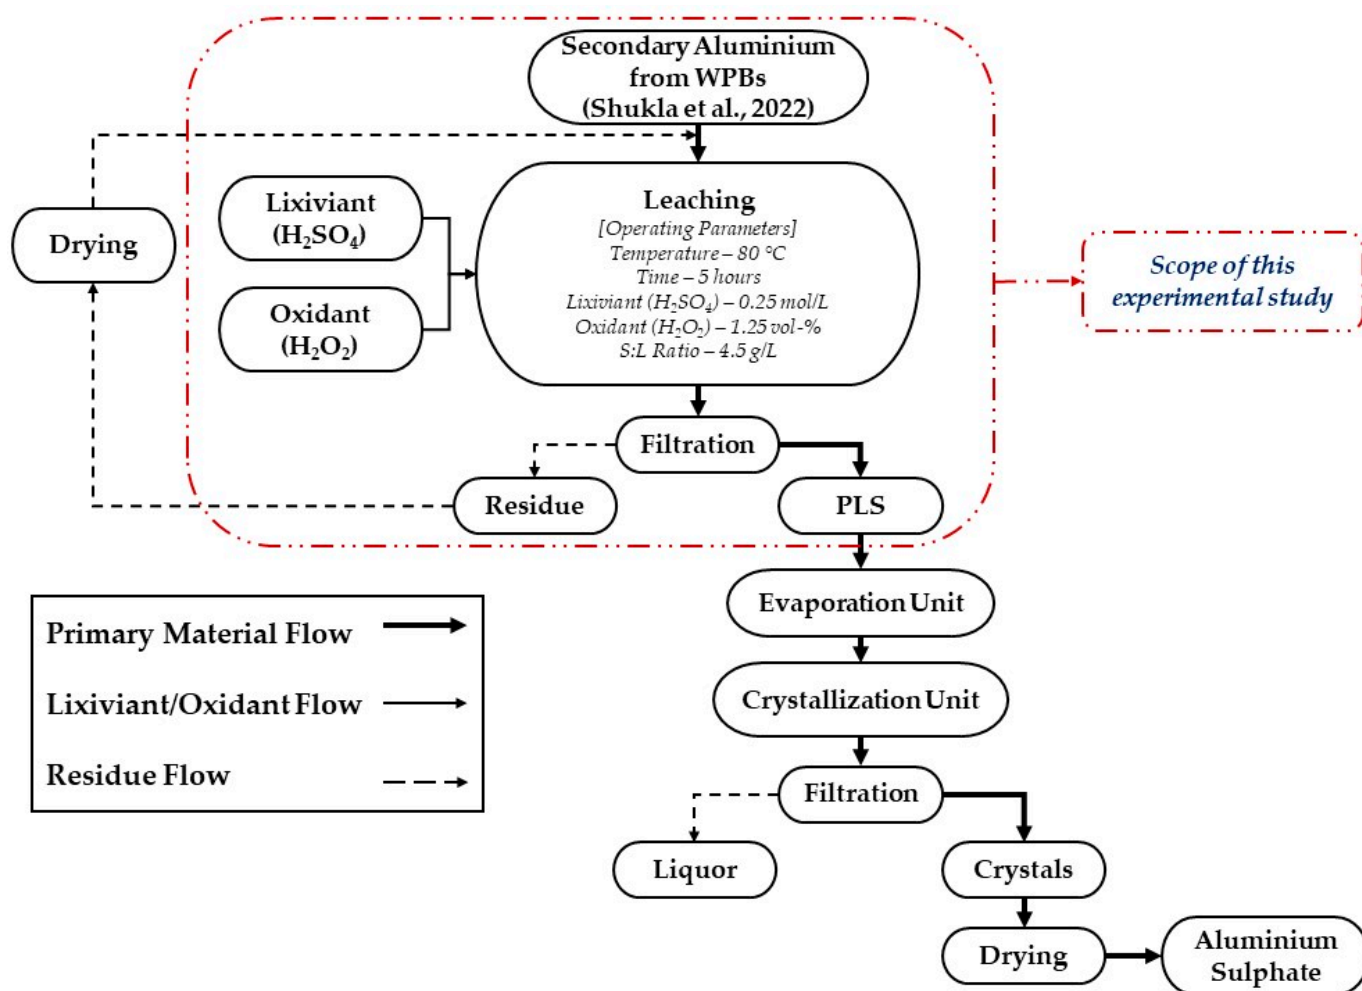 Secondary Aluminium
from WPBs
(Shukla et al., 2022)
Lixiviant
(H₂SO₄)
Drying
Oxidant
(H₂O₂)
Leaching
[Operating Parameters]
Temperature – 80 °C
Time – 5 hours
Lixiviant (H₂SO₄) – 0.25 mol/L
Oxidant (H₂O₂) – 1.25 vol-%
S:L Ratio – 4.5 g/L
Scope of this
experimental study
Filtration
Residue
PLS
Evaporation Unit
Crystallization Unit
Filtration
Liquor
Crystals
Drying
Aluminium
Sulphate
Primary Material Flow
Lixiviant/Oxidant Flow
Residue Flow